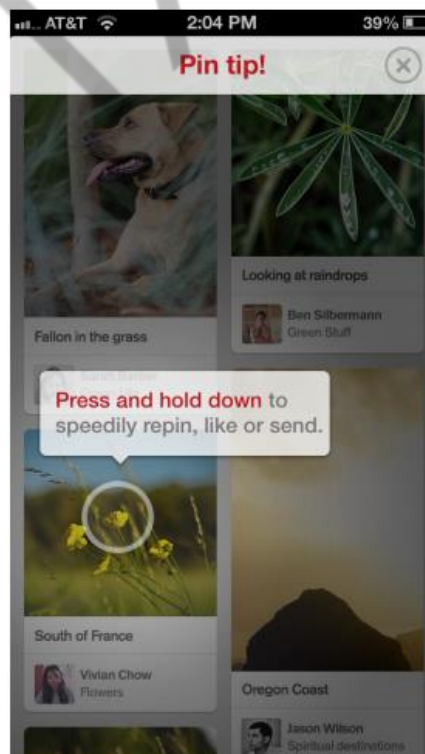 AT&T 2:04 PM 39%
Pin tip!
Looking at raindrops
Ben Silbermann
Green Stuff
Fallon in the grass
Press and hold down to
speedily repin, like or send.
South of France
Vivian Chow
Flowers
Oregon Coast
Jason Wilson
Spiritual destinations